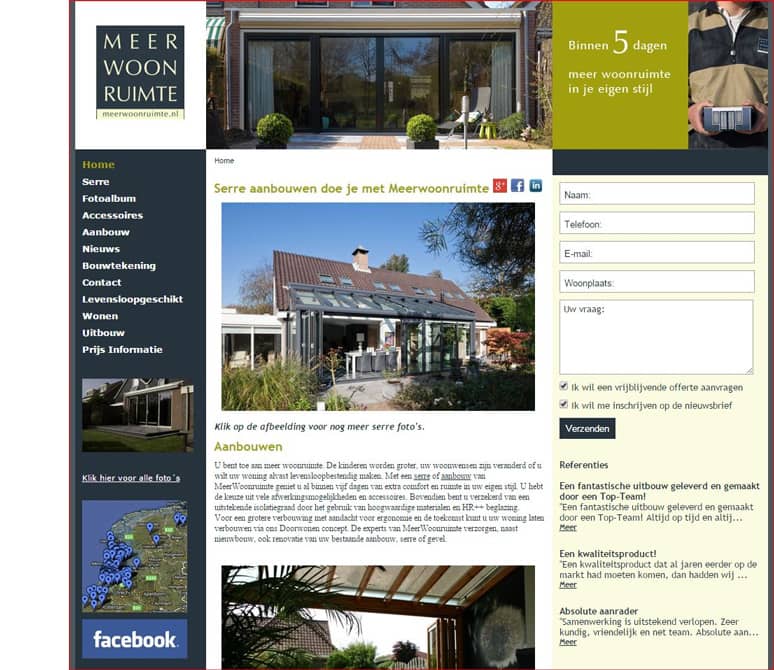 MEER
WOON
RUIMTE
meerwoonruimte.nl
Binnen 5 dagen
meer woonruimte
in je eigen stijl
Home
Serre
Fotoalbum
Accessoires
Aanbouw
Nieuws
Bouwtekening
Contact
Levensloopgeschikt
Wonen
Uitbouw
Prijs Informatie
Klik hier voor alle foto´s
facebook
Home
Serre aanbouwen doe je met Meerwoonruimte
g+ f in
Klik op de afbeelding voor nog meer serre foto's.
Aanbouwen
U bent toe aan meer woonruimte. De kinderen worden groter, uw woonwensen zijn veranderd of u
wilt uw woning alvast levensloopbestendig maken. Met een serre of aanbouw van
MeerWoonruimte geniet u al binnen vijf dagen van extra comfort en ruimte in uw eigen stijl. U hebt
de keuze uit vele afwerkingsmogelijkheden en accessoires. Bovendien bent u verzekerd van een
uitstekende isolatiegraad door het gebruik van hoogwaardige materialen en HR++ beglazing.
Voor een grotere verbouwing met aandacht voor ergonomie en de toekomst kunt u uw woning laten
verbouwen via ons Doorwonen concept. De experts van MeerWoonruimte verzorgen, naast
nieuwbouw, ook renovatie van uw bestaande aanbouw, serre of gevel.
Naam:
Telefoon:
E-mail:
Woonplaats:
Uw vraag:
Ik wil een vrijblijvende offerte aanvragen
Ik wil me inschrijven op de nieuwsbrief
Verzenden
Referenties
Een fantastische uitbouw geleverd en gemaakt
door een Top-Team!
"Een fantastische uitbouw geleverd en gemaakt
door een Top-Team! Altijd op tijd en altij...
Meer
Een kwaliteitsproduct!
"Een kwaliteitsproduct dat al jaren eerder op de
markt had moeten komen, dan hadden wij ...
Meer
Absolute aanrader
"Samenwerking is uitstekend verlopen. Zeer
kundig, vriendelijk en net team. Absolute aan...
Meer